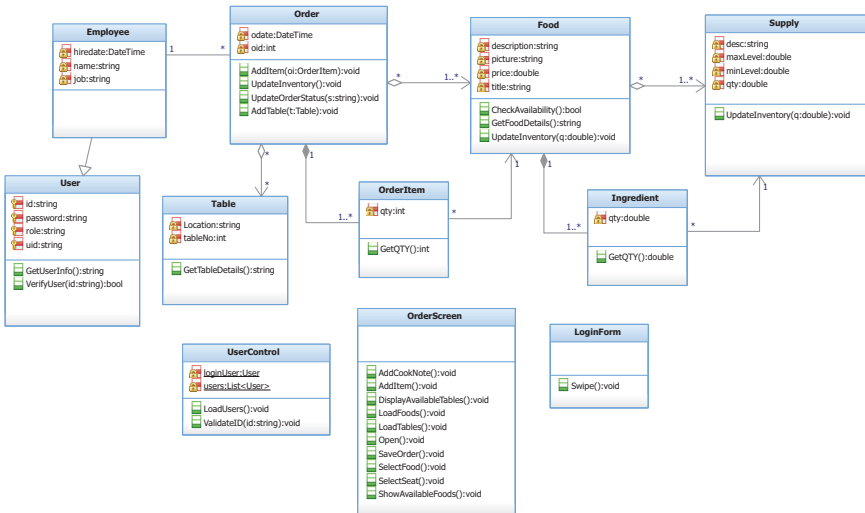 Employee
hiredate:DateTime
name:string
job:string
1
*
Order
odate:DateTime
oid:int
AddItem(oi:OrderItem):void
UpdateInventory():void
UpdateOrderStatus(s:string):void
AddTable(t:Table):void
*
1..*
Food
description:string
picture:string
price:double
title:string
CheckAvailability():bool
GetFoodDetails():string
UpdateInventory(q:double):void
*
1..*
Supply
desc:string
maxLevel:double
minLevel:double
qty:double
UpdateInventory(q:double):void
User
id:string
password:string
role:string
uid:string
GetUserInfo():string
VerifyUser(id:string):bool
*
*
Table
Location:string
tableNo:int
GetTableDetails():string
1
1..*
OrderItem
qty:int
GetQTY():int
*
1
1
1..*
Ingredient
qty:double
GetQTY():double
*
1
UserControl
loginUser:User
users:List<User>
LoadUsers():void
ValidateID(id:string):void
OrderScreen
AddCookNote():void
AddItem():void
DisplayAvailableTables():void
LoadFoods():void
LoadTables():void
Open():void
SaveOrder():void
SelectFood():void
SelectSeat():void
ShowAvailableFoods():void
LoginForm
Swipe():void